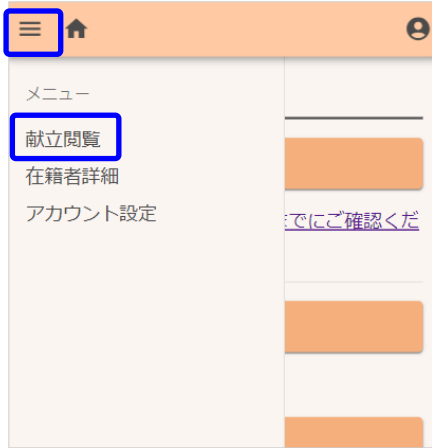 メニュー
献立閲覧
在籍者詳細
アカウント設定
でにご確認くだ